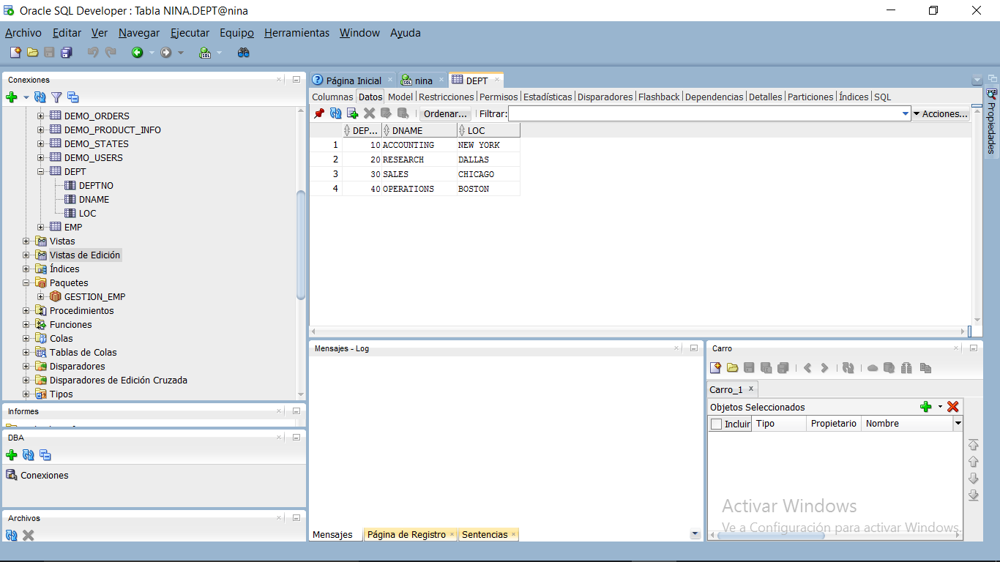 Oracle SQL Developer : Tabla NINA.DEPT@nina
Archivo Editar Ver Navegar Ejecutar Equipo Herramientas Window Ayuda
Conexiones
DEMO_ORDERS
DEMO_PRODUCT_INFO
DEMO_STATES
DEMO_USERS
DEPT
DEPTNO
DNAME
LOC
EMP
Vistas
Vistas de Edición
Índices
Paquetes
GESTION_EMP
Procedimientos
Funciones
Colas
Tablas de Colas
Disparadores
Disparadores de Edición Cruzada
Tipos
Informes
DBA
Conexiones
Archivos
Página Inicial nina DEPT
Columnas Datos Model Restricciones Permisos Estadísticas Disparadores Flashback Dependencias Detalles Particiones Índices SQL
Ordenar... Filtrar: Acciones...
DEP... DNAME LOC
1 10 ACCOUNTING NEW YORK
2 20 RESEARCH DALLAS
3 30 SALES CHICAGO
4 40 OPERATIONS BOSTON
Propiedades
Mensajes - Log
Mensajes Página de Registro Sentencias
Carro
Carro_1
Objetos Seleccionados
Incluir Tipo Propietario Nombre
Activar Windows
Ve a Configuración para activar Windows.